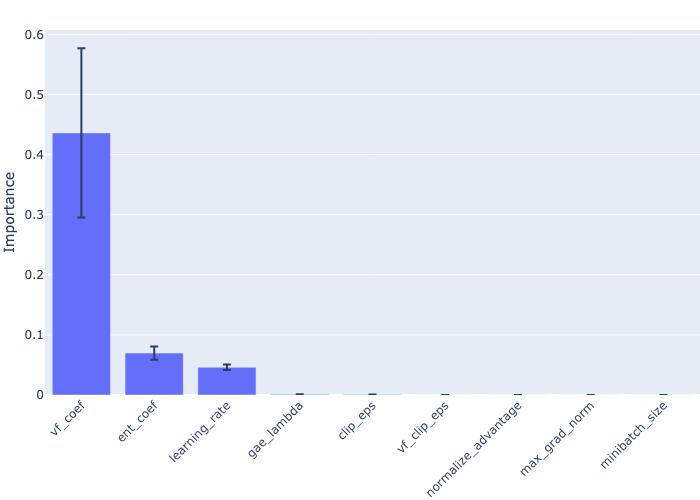 0.6
0.5
0.4
0.3
0.2
0.1
0
Importance
vf_coef
ent_coef
learning_rate
gae_lambda
clip_eps
vf_clip_eps
normalize_advantage
max_grad_norm
minibatch_size